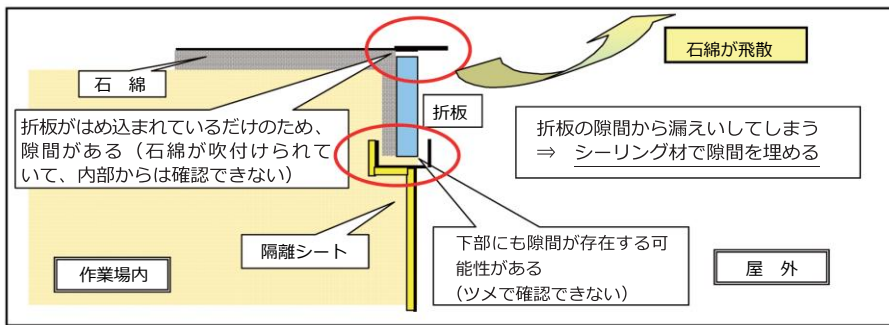 石綿が飛散
石 綿
折板
折板がはめ込まれているだけのため、
隙間がある（石綿が吹付けられて
いて、内部からは確認できない）
折板の隙間から漏えいしてしまう
⇒ シーリング材で隙間を埋める
隔離シート
下部にも隙間が存在する可
能性がある
（ツメで確認できない）
作業場内
屋 外